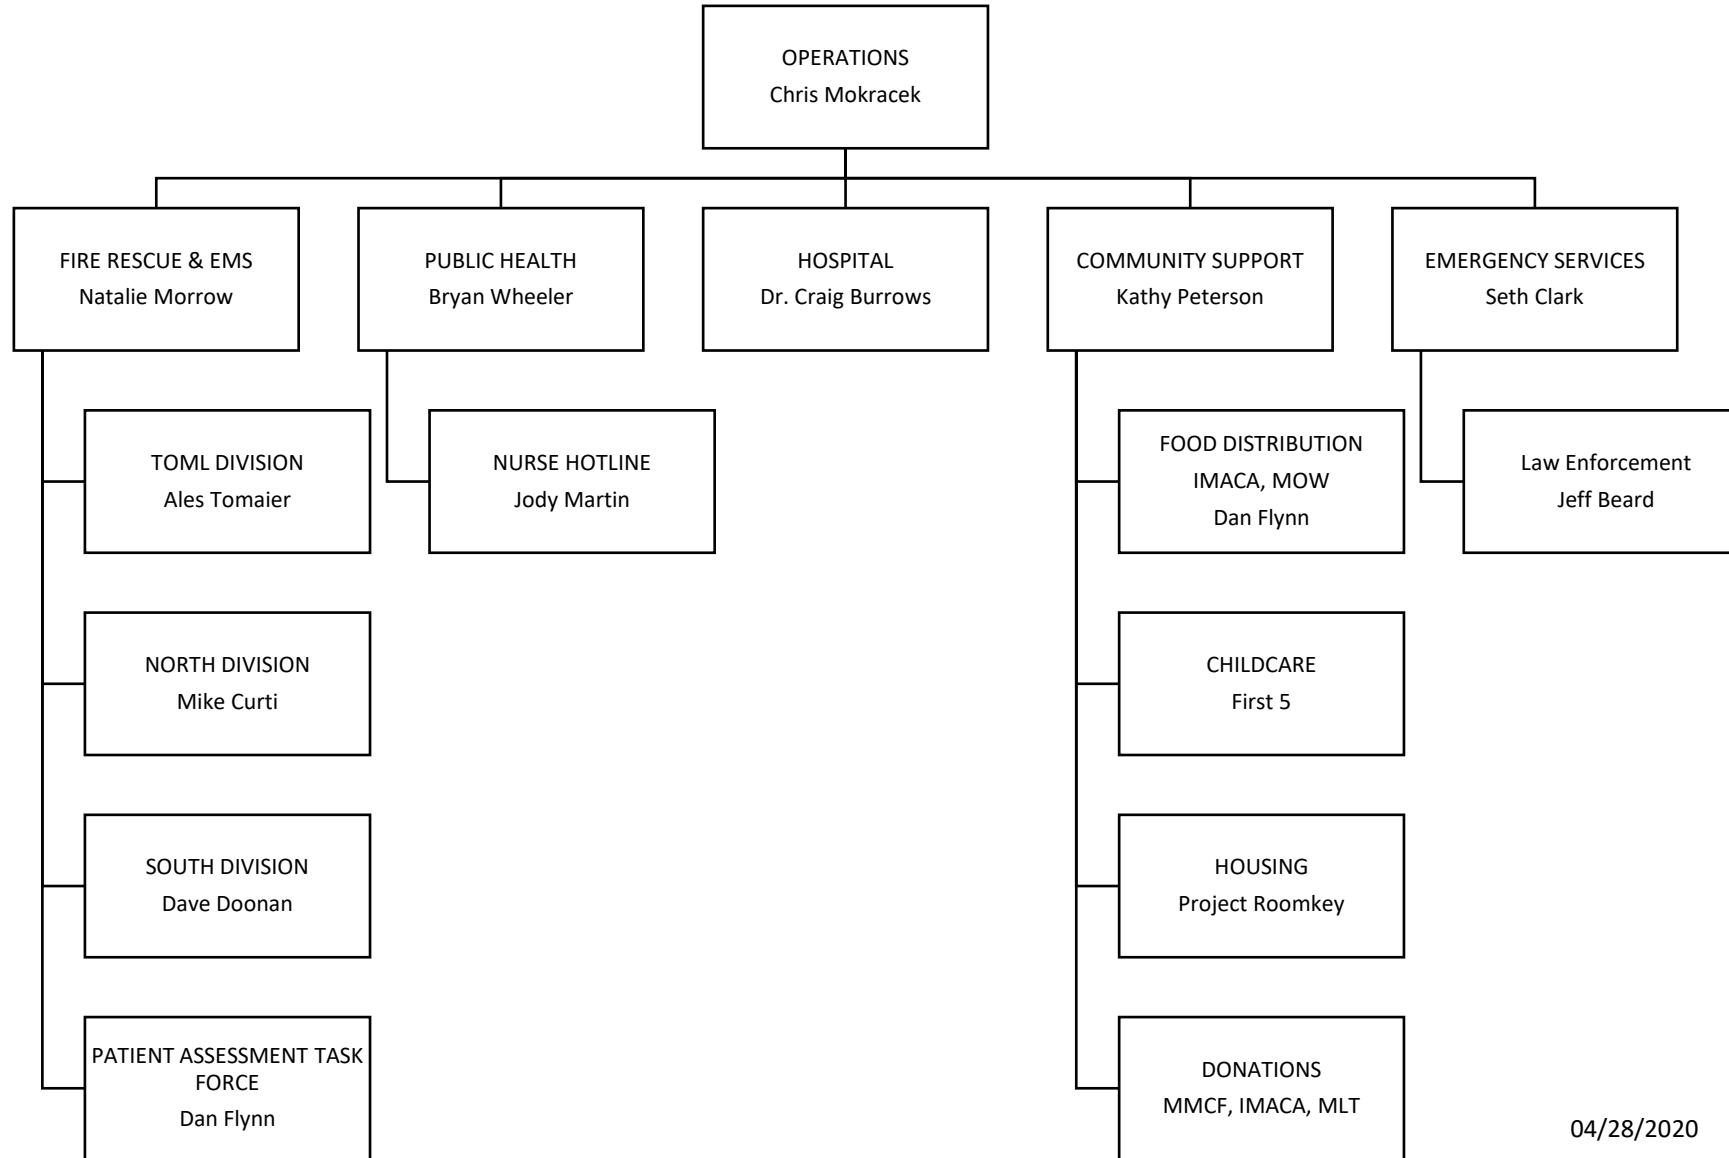 OPERATIONS
Chris Mokracek
FIRE RESCUE & EMS
Natalie Morrow
PUBLIC HEALTH
Bryan Wheeler
HOSPITAL
Dr. Craig Burrows
COMMUNITY SUPPORT
Kathy Peterson
EMERGENCY SERVICES
Seth Clark
TOML DIVISION
Ales Tomaier
NURSE HOTLINE
Jody Martin
FOOD DISTRIBUTION
IMACA, MOW
Dan Flynn
Law Enforcement
Jeff Beard
NORTH DIVISION
Mike Curti
CHILDCARE
First 5
SOUTH DIVISION
Dave Doonan
HOUSING
Project Roomkey
PATIENT ASSESSMENT TASK
FORCE
Dan Flynn
DONATIONS
MMCF, IMACA, MLT
04/28/2020